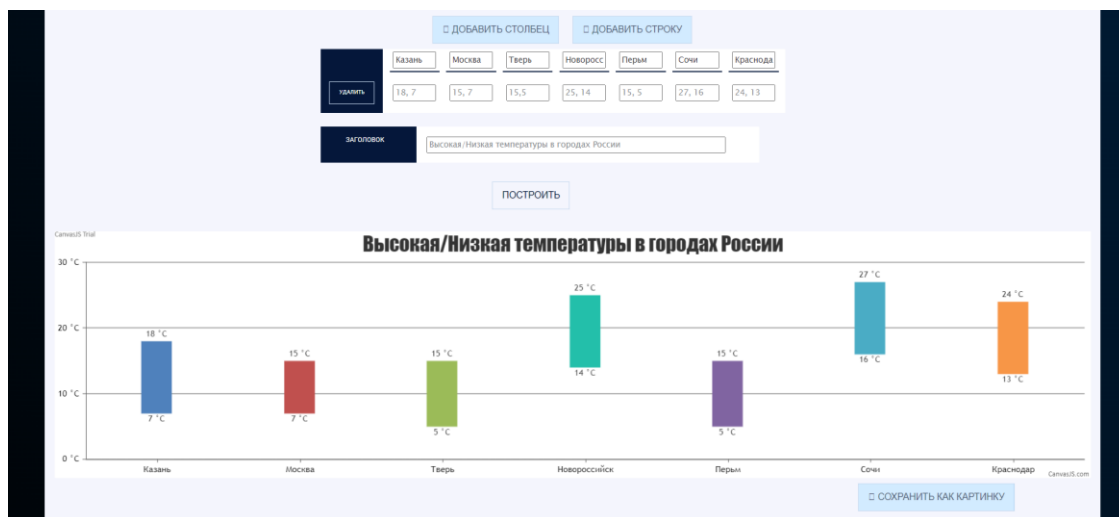 ДОБАВИТЬ СТОЛБЕЦ ДОБАВИТЬ СТРОКУ
Казань Москва Тверь Новоросс Перьм Сочи Краснода
УДАЛИТЬ 18, 7 15, 7 15,5 25, 14 15, 5 27, 16 24, 13
ЗАГОЛОВОК Высокая/Низкая температуры в городах России
ПОСТРОИТЬ
CanvasJS Trial
Высокая/Низкая температуры в городах России
30 °C
27 °C
25 °C
24 °C
20 °C
18 °C
15 °C 15 °C 15 °C
16 °C
14 °C
13 °C
10 °C
7 °C 7 °C
5 °C 5 °C
0 °C
Казань Москва Тверь Новороссийск Перьм Сочи Краснодар
CanvasJS.com
СОХРАНИТЬ КАК КАРТИНКУ